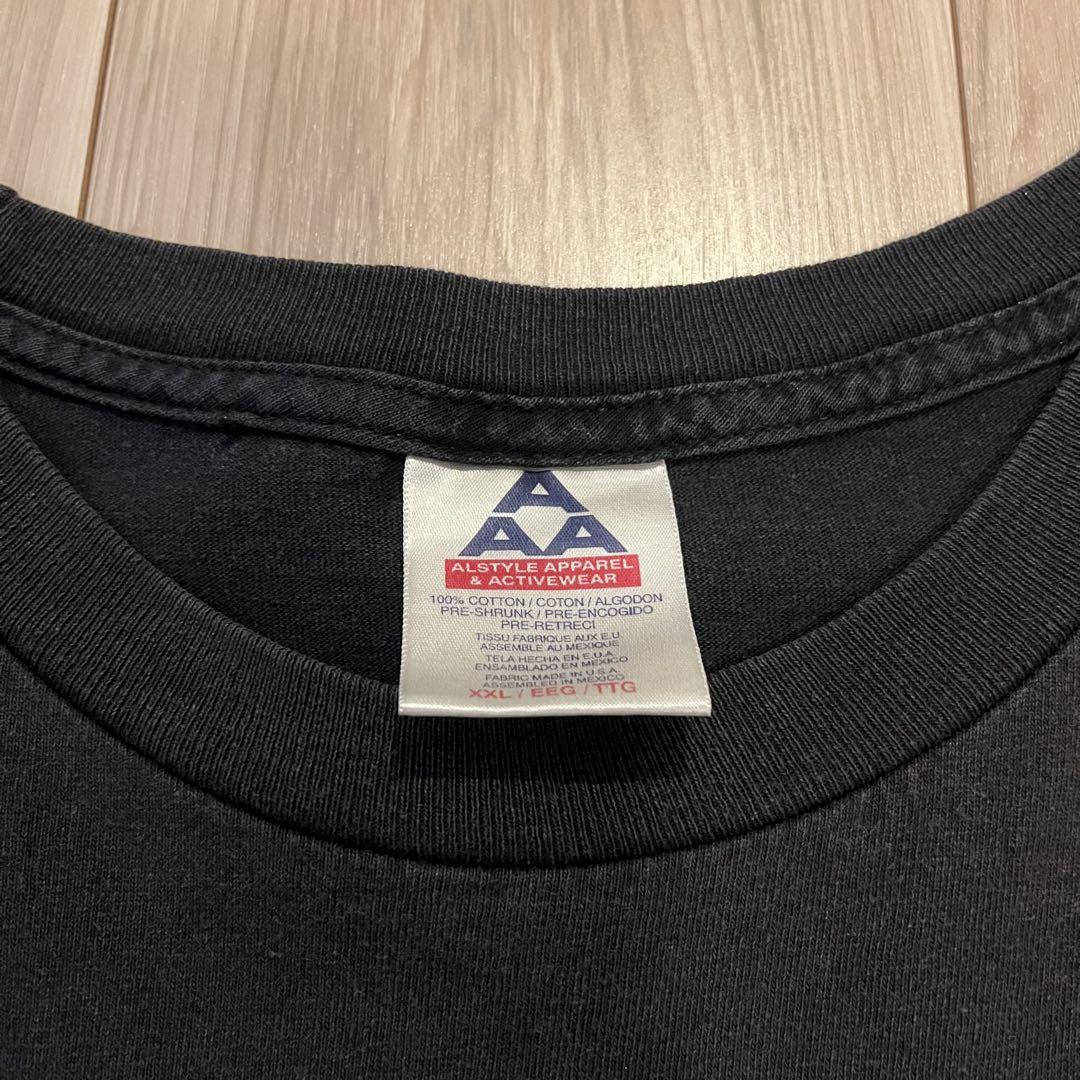 A
A A
ALSTYLE APPAREL
& ACTIVEWEAR
100% COTTON / COTON / ALGODON
PRE-SHRUNK / PRE-ENCOGIDO
PRE-RETRECI
TISSU FABRIQUE AUX E.U.
ASSEMBLE AU MEXIQUE
TELA HECHA EN E.U.A.
ENSAMBLADO EN MEXICO
FABRIC MADE IN U.S.A.
ASSEMBLED IN MEXICO
XXL / EEG / TTG